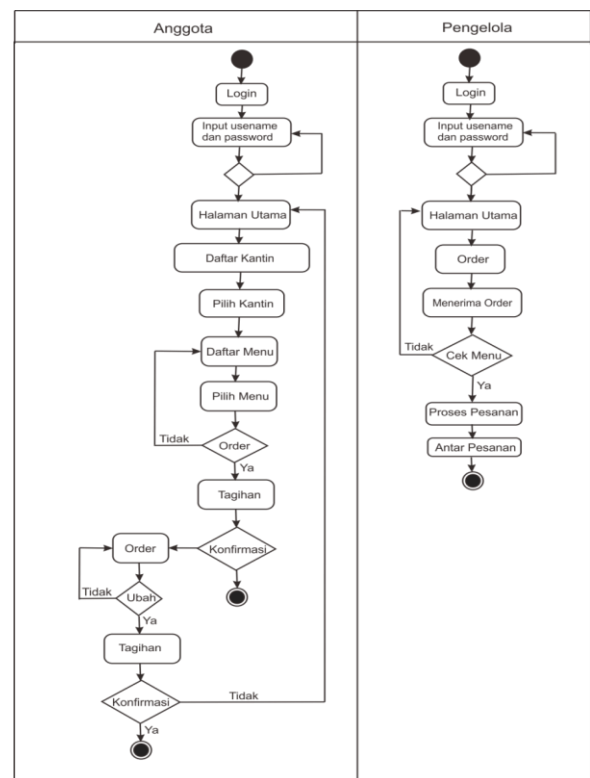 Anggota
Login
Input usename
dan password
Halaman Utama
Daftar Kantin
Pilih Kantin
Daftar Menu
Pilih Menu
Tidak
Order
Ya
Tagihan
Konfirmasi
Order
Tidak
Ubah
Ya
Tagihan
Konfirmasi
Tidak
Ya
Pengelola
Login
Input usename
dan password
Halaman Utama
Order
Menerima Order
Tidak
Cek Menu
Ya
Proses Pesanan
Antar Pesanan